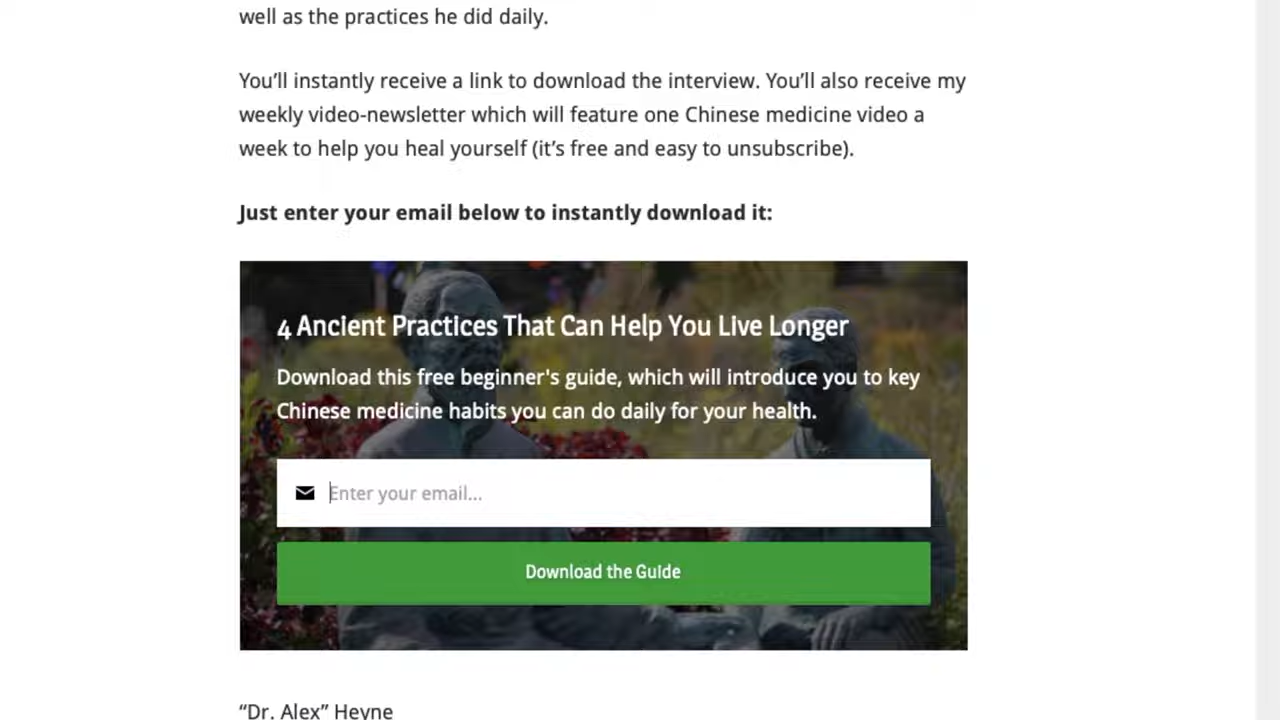 well as the practices he did daily.
You’ll instantly receive a link to download the interview. You’ll also receive my
weekly video-newsletter which will feature one Chinese medicine video a
week to help you heal yourself (it’s free and easy to unsubscribe).
Just enter your email below to instantly download it:
4 Ancient Practices That Can Help You Live Longer
Download this free beginner's guide, which will introduce you to key
Chinese medicine habits you can do daily for your health.
Enter your email...
Download the Guide
“Dr. Alex” Heyne